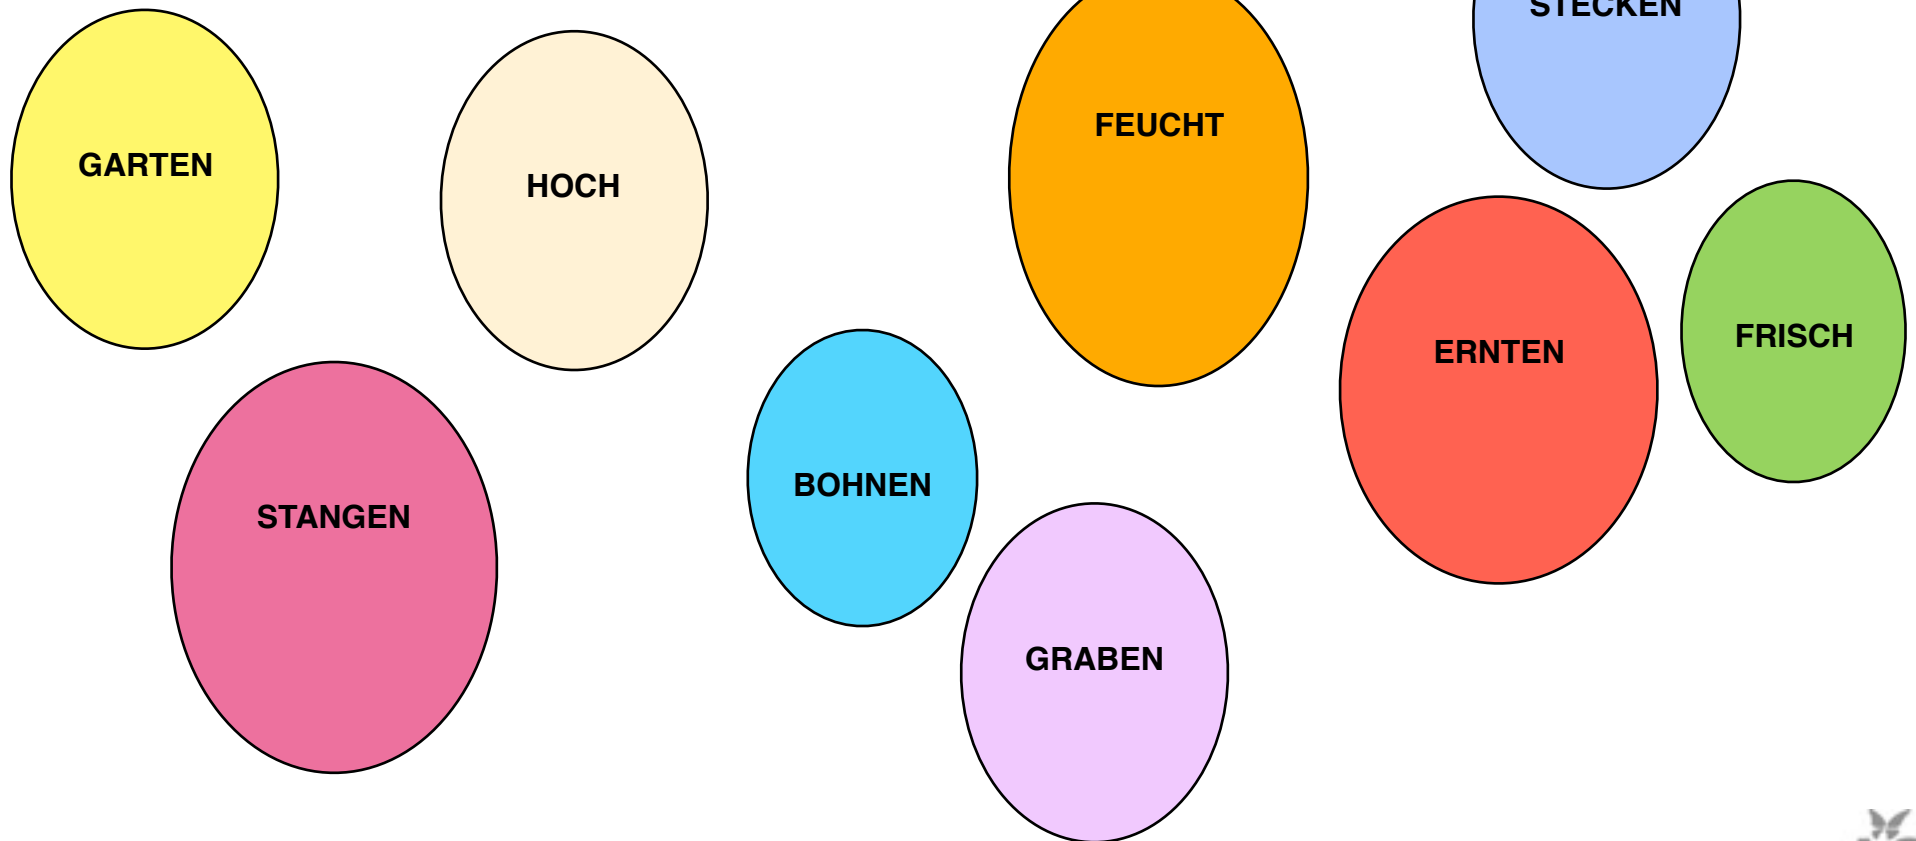 STECKEN
FEUCHT
GARTEN
HOCH
FRISCH
ERNTEN
BOHNEN
STANGEN
GRABEN